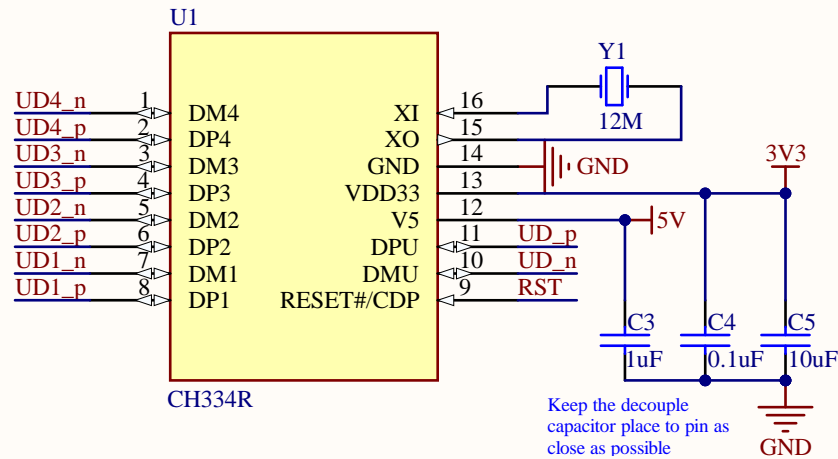 U1
Y1
12M
UD4_n 1 DM4 XI 16
UD4_p 2 DP4 XO 15
UD3_n 3 DM3 GND 14 GND
UD3_p 4 DP3 VDD33 13 3V3
UD2_n 5 DM2 V5 12 5V
UD2_p 6 DP2 DPU 11 UD_p
UD1_n 7 DM1 DMU 10 UD_n
UD1_p 8 DP1 RESET#/CDP 9 RST
C3 C4 C5
1uF 0.1uF 10uF
CH334R
Keep the decouple
capacitor place to pin as
close as possible
GND